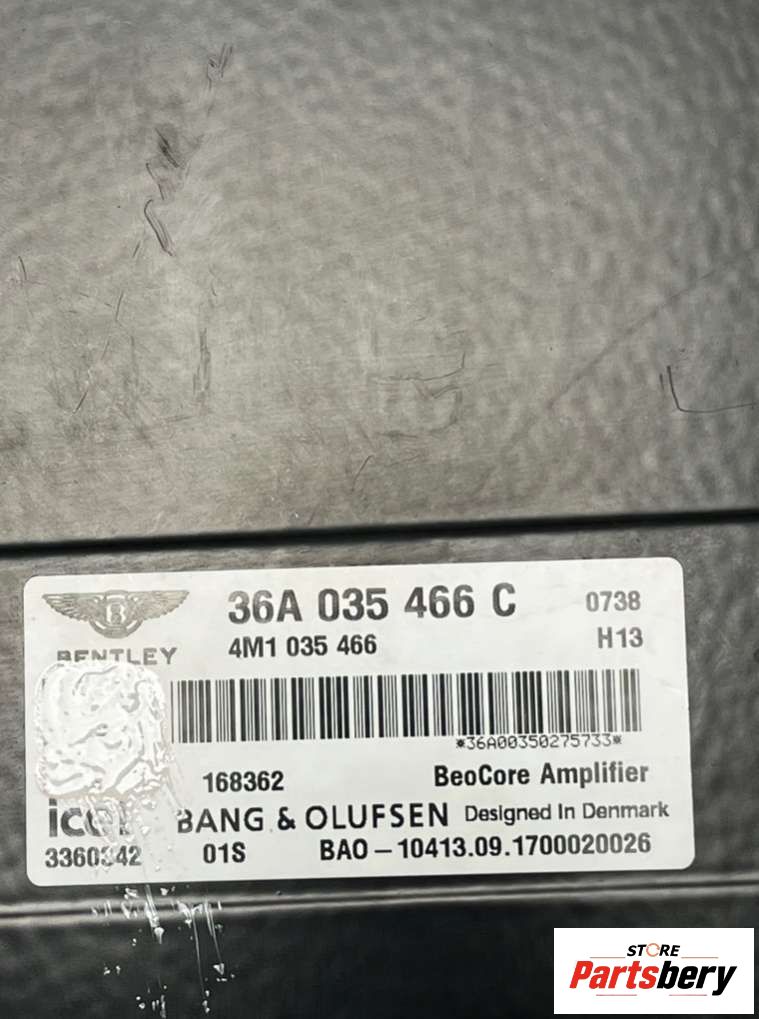 36A 035 466 C 0738
BENTLEY 4M1 035 466 H13
*36A00350275733*
168362 BeoCore Amplifier
BANG & OLUFSEN Designed In Denmark
01S BAO-10413.09.1700020026
STORE
Partsbery